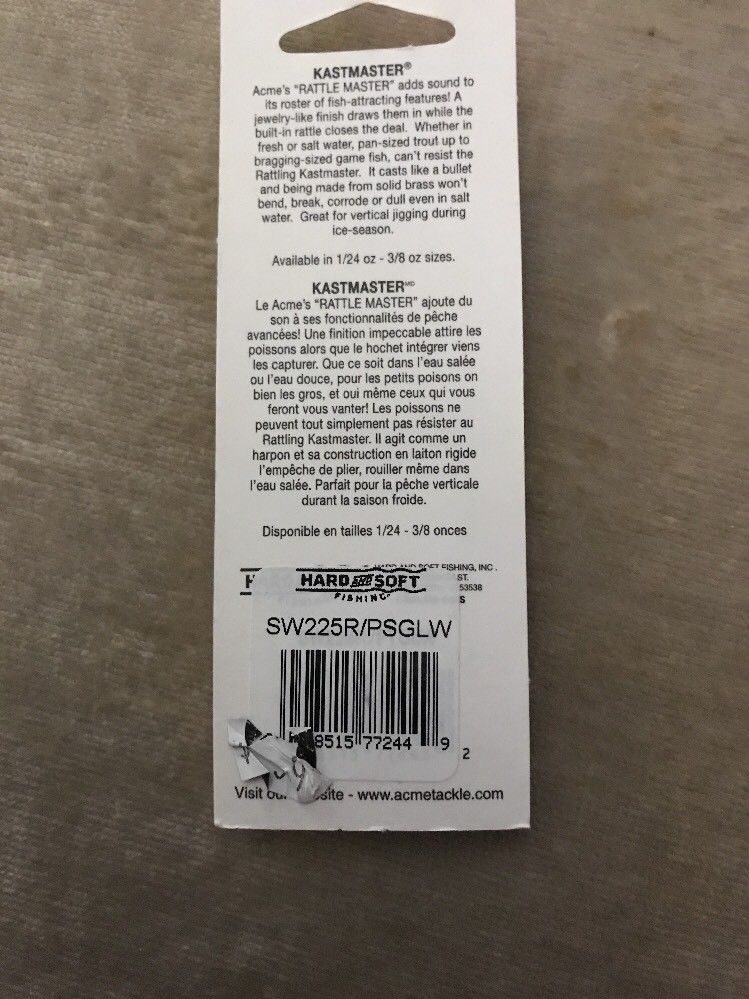 KASTMASTER®
Acme's "RATTLE MASTER" adds sound to
its roster of fish-attracting features! A
jewelry-like finish draws them in while the
built-in rattle closes the deal. Whether in
fresh or salt water, pan-sized trout up to
bragging-sized game fish, can't resist the
Rattling Kastmaster. It casts like a bullet
and being made from solid brass won't
bend, break, corrode or dull even in salt
water. Great for vertical jigging during
ice-season.
Available in 1/24 oz - 3/8 oz sizes.
KASTMASTER MD
Le Acme's "RATTLE MASTER" ajoute du
son à ses fonctionnalités de pêche
avancées! Une finition impeccable attire les
poissons alors que le hochet intégrer viens
les capturer. Que ce soit dans l'eau salée
ou l'eau douce, pour les petits poisons on
bien les gros, et oui même ceux qui vous
feront vous vanter! Les poissons ne
peuvent tout simplement pas résister au
Rattling Kastmaster. Il agit comme un
harpon et sa construction en laiton rigide
l'empêche de plier, rouiller même dans
l'eau salée. Parfait pour la pêche verticale
durant la saison froide.
Disponible en tailles 1/24 - 3/8 onces
HARD AND SOFT FISHING, INC.
ST.
53538
S
HARD AND SOFT
FISHING
SW225R/PSGLW
8515 77244 9
2
Visit - www.acmetackle.com